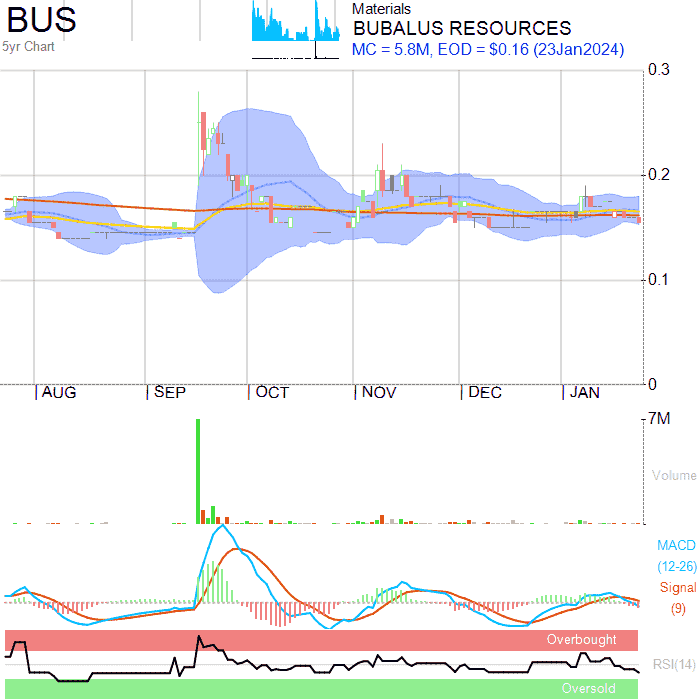 BUS
5yr Chart
Materials
BUBALUS RESOURCES
MC = 5.8M, EOD = $0.16 (23Jan2024)
0.3
0.2
0.1
0
AUG SEP OCT NOV DEC JAN
7M
Volume
MACD
(12-26)
Signal
(9)
Overbought
RSI(14)
Oversold